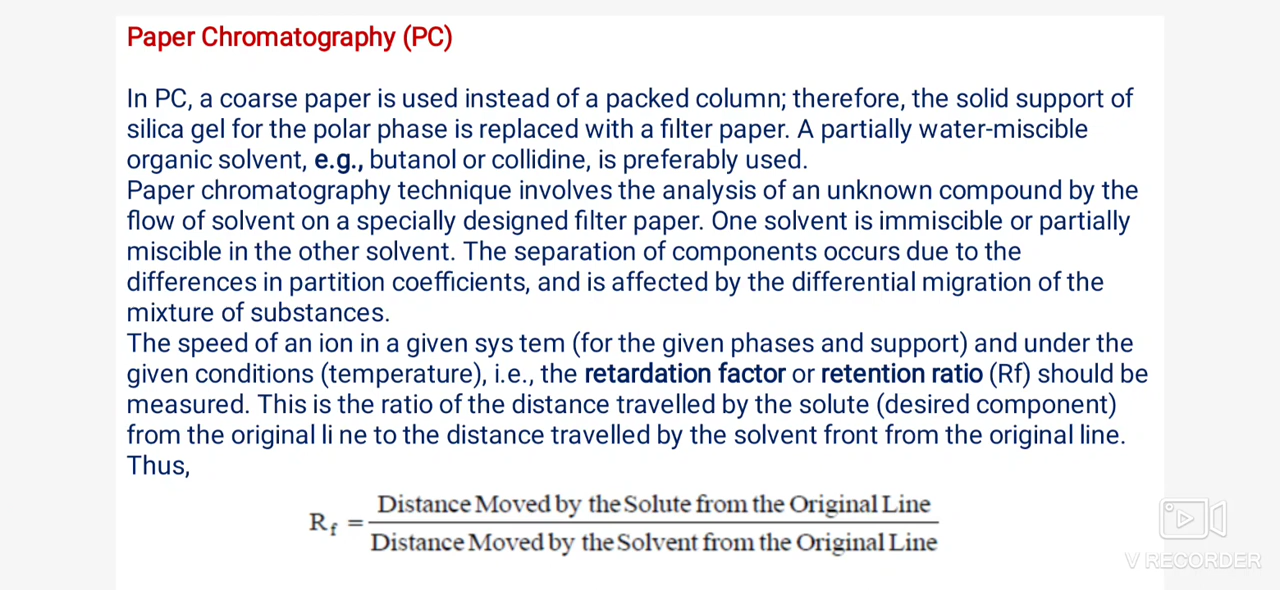 Paper Chromatography (PC)
In PC, a coarse paper is used instead of a packed column; therefore, the solid support of
silica gel for the polar phase is replaced with a filter paper. A partially water-miscible
organic solvent, e.g., butanol or collidine, is preferably used.
Paper chromatography technique involves the analysis of an unknown compound by the
flow of solvent on a specially designed filter paper. One solvent is immiscible or partially
miscible in the other solvent. The separation of components occurs due to the
differences in partition coefficients, and is affected by the differential migration of the
mixture of substances.
The speed of an ion in a given sys tem (for the given phases and support) and under the
given conditions (temperature), i.e., the retardation factor or retention ratio (Rf) should be
measured. This is the ratio of the distance travelled by the solute (desired component)
from the original li ne to the distance travelled by the solvent front from the original line.
Thus,
Distance Moved by the Solute from the Original Line
Rf =
Distance Moved by the Solvent from the Original Line
V RECORDER